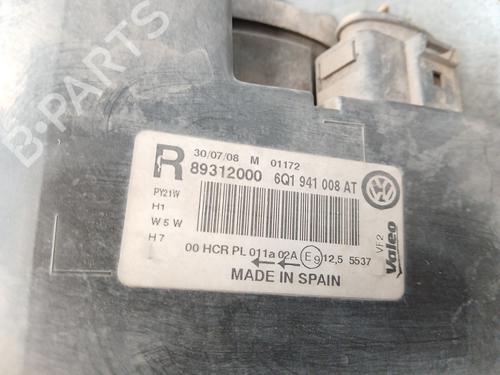 B-PARTS
30/07/08 M 01172
R 89312000 6Q1 941 008 AT
PY21W
H1
W5W
H7
00 HCR PL 011a 02A E9 12,5 5537
MADE IN SPAIN
VF2
Valeo